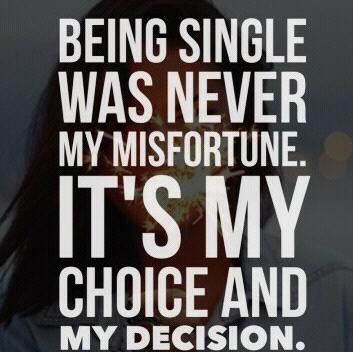 BEING SINGLE
WAS NEVER
MY MISFORTUNE.
IT'S MY
CHOICE AND
MY DECISION.